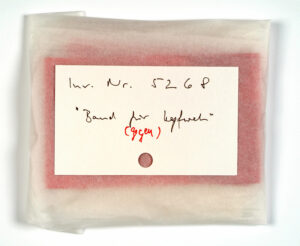 Inv. Nr. 5268
"Band für Kopfweh"
(gegen)